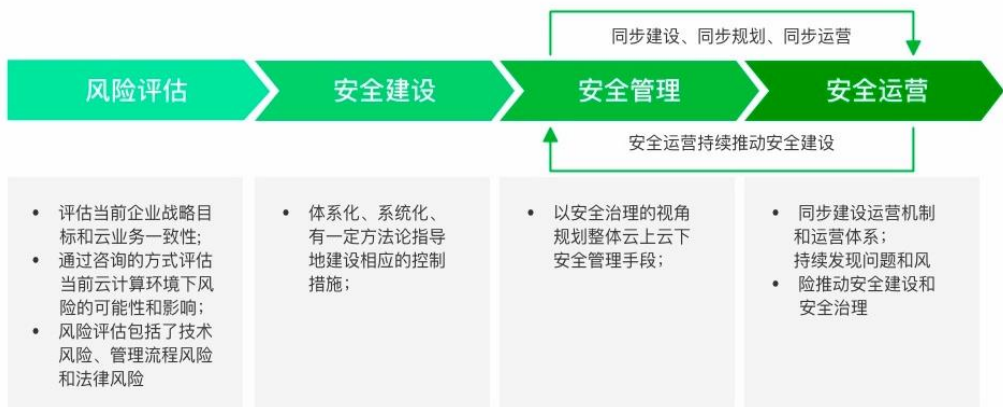 同步建设、同步规划、同步运营
风险评估
安全建设
安全管理
安全运营
安全运营持续推动安全建设
• 评估当前企业战略目
标和云业务一致性;
• 通过咨询的方式评估
当前云计算环境下风
险的可能性和影响；
• 风险评估包括了技术
风险、管理流程风险
和法律风险
• 体系化、系统化、
有一定方法论指导
地建设相应的控制
措施；
• 以安全治理的视角
规划整体云上云下
安全管理手段；
• 同步建设运营机制
和运营体系；
持续发现问题和风
• 险推动安全建设和
安全治理